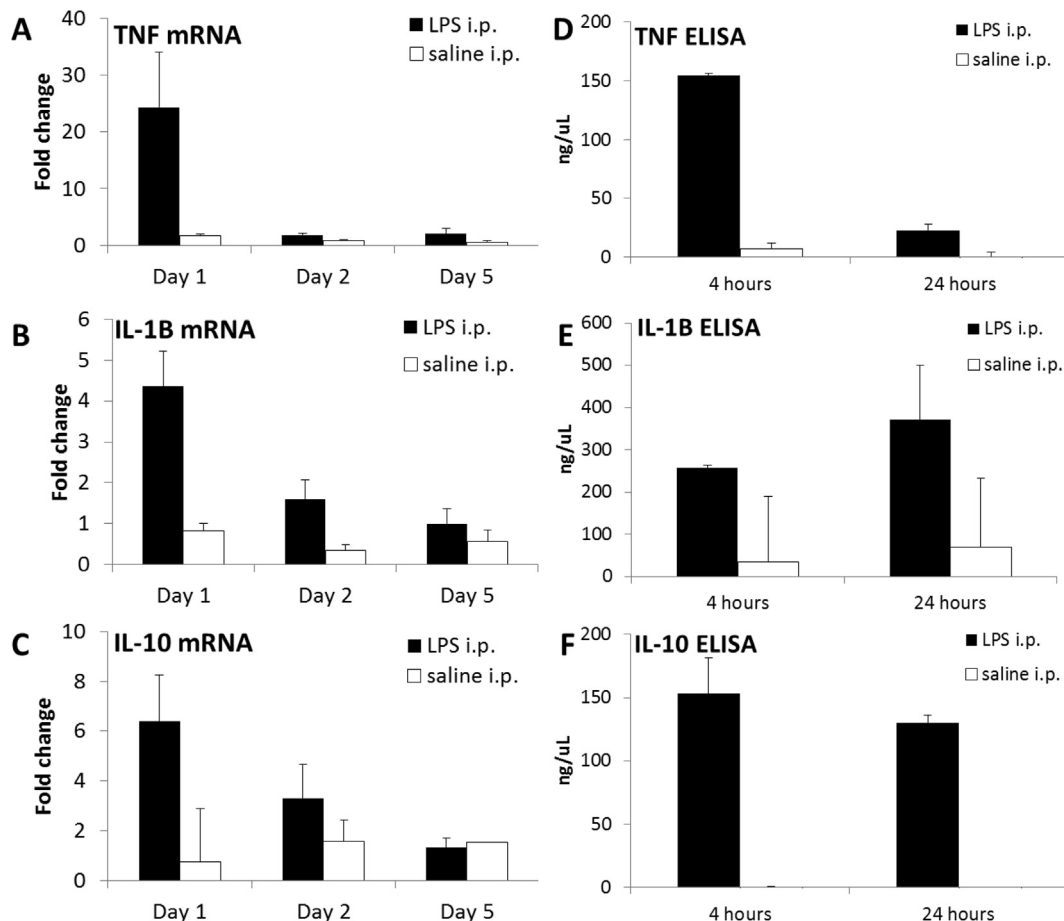 A
TNF mRNA
LPS i.p.
saline i.p.
Fold change
40
30
20
10
0
Day 1
Day 2
Day 5
B
IL-1B mRNA
LPS i.p.
saline i.p.
Fold change
6
5
4
3
2
1
0
Day 1
Day 2
Day 5
C
IL-10 mRNA
LPS i.p.
saline i.p.
Fold change
10
8
6
4
2
0
Day 1
Day 2
Day 5
D
TNF ELISA
LPS i.p.
saline i.p.
ng/uL
200
150
100
50
0
4 hours
24 hours
E
IL-1B ELISA
LPS i.p.
saline i.p.
ng/uL
600
500
400
300
200
100
0
4 hours
24 hours
F
IL-10 ELISA
LPS i.p.
saline i.p.
ng/uL
200
150
100
50
0
4 hours
24 hours